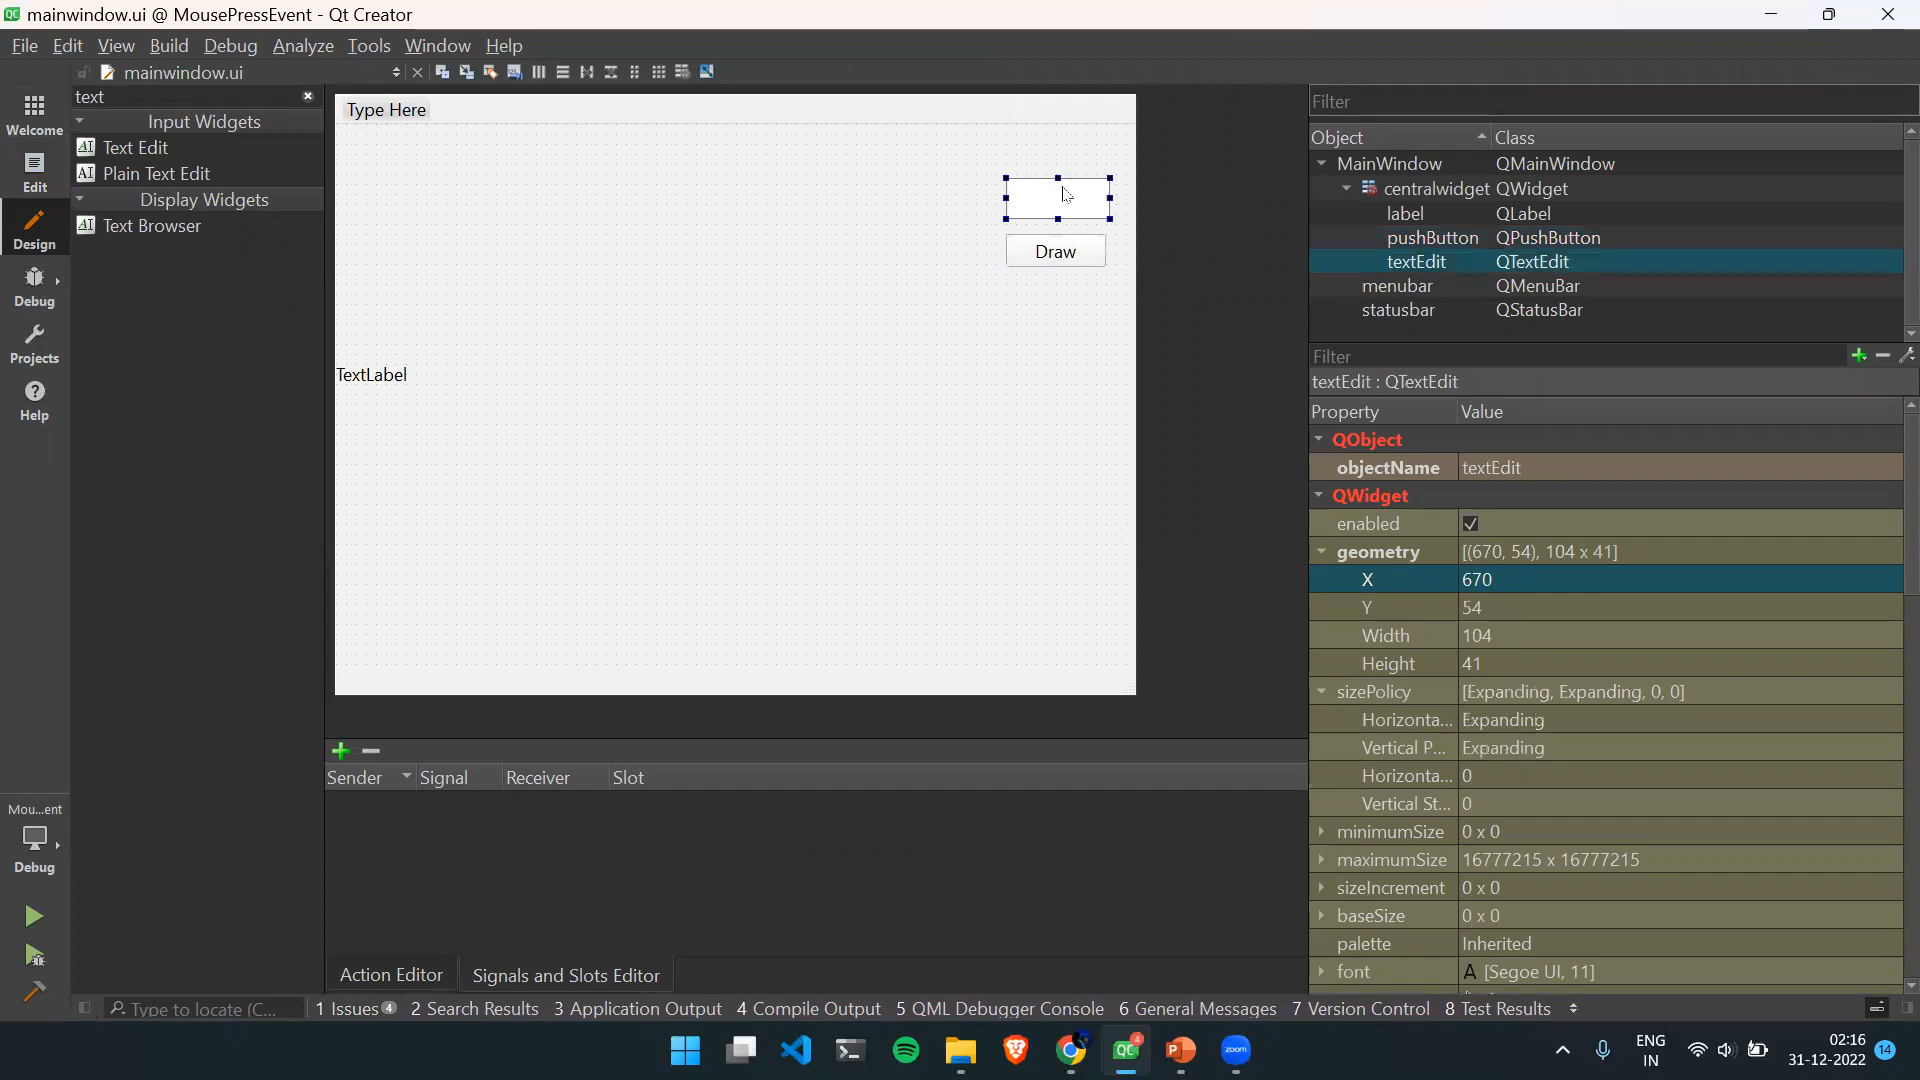 mainwindow.ui @ MousePressEvent - Qt Creator
File Edit View Build Debug Analyze Tools Window Help
mainwindow.ui
text
Input Widgets
Text Edit
Plain Text Edit
Display Widgets
Text Browser
Welcome
Edit
Design
Debug
Projects
Help
Mou...ent
Debug
Type Here
Draw
TextLabel
Filter
Object Class
MainWindow QMainWindow
centralwidget QWidget
label QLabel
pushButton QPushButton
textEdit QTextEdit
menubar QMenuBar
statusbar QStatusBar
Filter
textEdit : QTextEdit
Property Value
QObject
objectName textEdit
QWidget
enabled
geometry [(670, 54), 104 x 41]
X 670
Y 54
Width 104
Height 41
sizePolicy [Expanding, Expanding, 0, 0]
Horizonta... Expanding
Vertical P... Expanding
Horizonta... 0
Vertical St... 0
minimumSize 0 x 0
maximumSize 16777215 x 16777215
sizeIncrement 0 x 0
baseSize 0 x 0
palette Inherited
font A [Segoe UI, 11]
Sender Signal Receiver Slot
Action Editor Signals and Slots Editor
Type to locate (C... 1 Issues 4 2 Search Results 3 Application Output 4 Compile Output 5 QML Debugger Console 6 General Messages 7 Version Control 8 Test Results
QC 4 zoom
ENG
IN
02:16
31-12-2022 14